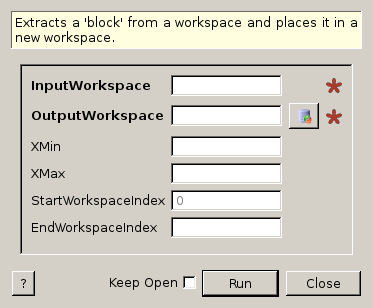 Extracts a 'block' from a workspace and places it in a
new workspace.
InputWorkspace
OutputWorkspace
XMin
XMax
StartWorkspaceIndex 0
EndWorkspaceIndex
? Keep Open Run Close